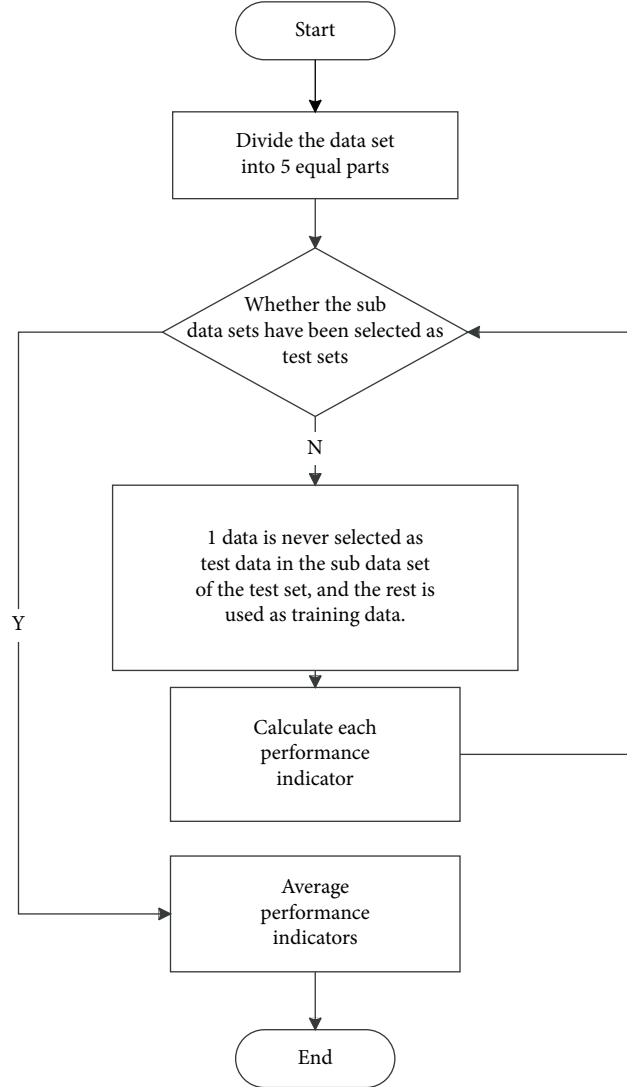 Start
Divide the data set
into 5 equal parts
Whether the sub
data sets have been selected as
test sets
N
1 data is never selected as
test data in the sub data set
of the test set, and the rest is
used as training data.
Y
Calculate each
performance
indicator
Average
performance
indicators
End